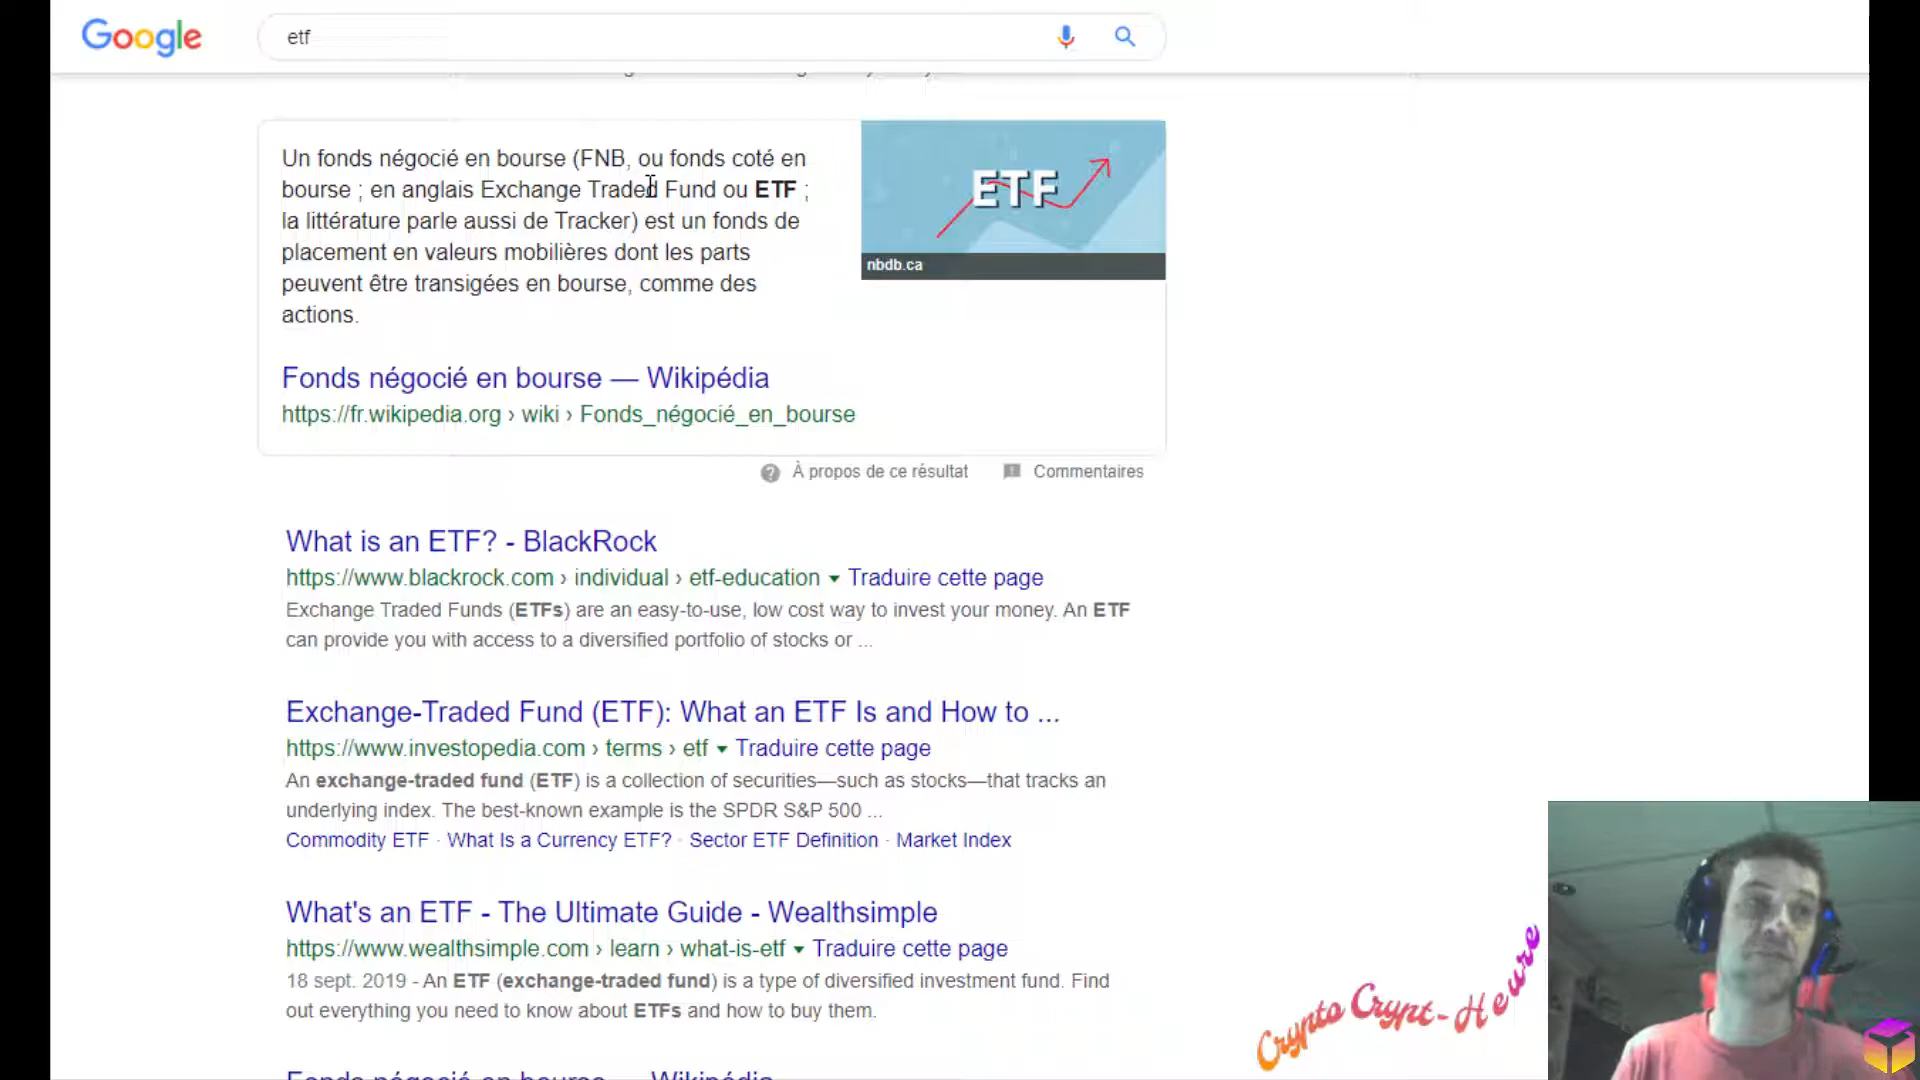 Google
etf
Un fonds négocié en bourse (FNB, ou fonds coté en
bourse ; en anglais Exchange Traded Fund ou ETF ;
la littérature parle aussi de Tracker) est un fonds de
placement en valeurs mobilières dont les parts
peuvent être transigées en bourse, comme des
actions.
ETF
nbdb.ca
Fonds négocié en bourse — Wikipédia
https://fr.wikipedia.org › wiki › Fonds_négocié_en_bourse
À propos de ce résultat
Commentaires
What is an ETF? - BlackRock
https://www.blackrock.com › individual › etf-education ▾ Traduire cette page
Exchange Traded Funds (ETFs) are an easy-to-use, low cost way to invest your money. An ETF
can provide you with access to a diversified portfolio of stocks or ...
Exchange-Traded Fund (ETF): What an ETF Is and How to ...
https://www.investopedia.com › terms › etf ▾ Traduire cette page
An exchange-traded fund (ETF) is a collection of securities—such as stocks—that tracks an
underlying index. The best-known example is the SPDR S&P 500 ...
Commodity ETF · What Is a Currency ETF? · Sector ETF Definition · Market Index
What's an ETF - The Ultimate Guide - Wealthsimple
https://www.wealthsimple.com › learn › what-is-etf ▾ Traduire cette page
18 sept. 2019 - An ETF (exchange-traded fund) is a type of diversified investment fund. Find
out everything you need to know about ETFs and how to buy them.
Fonds négocié en bourse — Wikipédia
Crypto Crypt-Heure